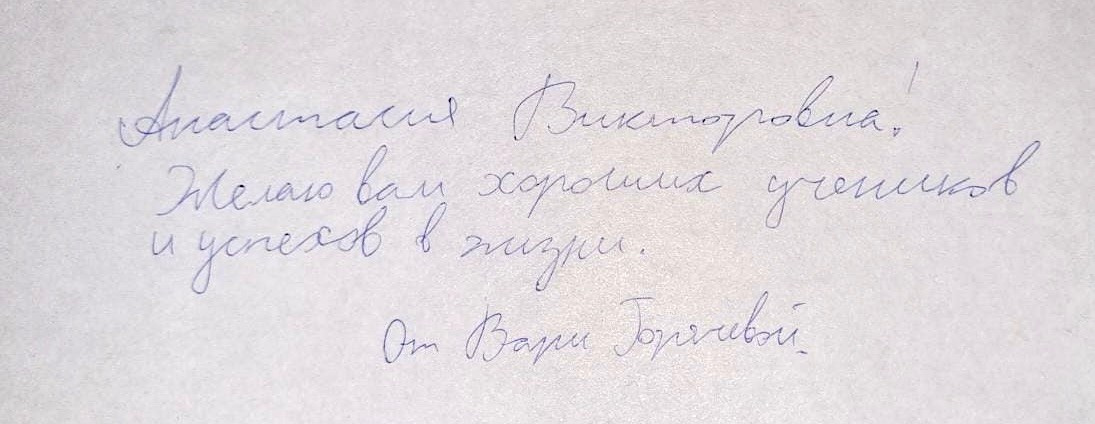 Анастасия Викторовна!
Желаю вам хороших учеников
и успехов в жизни.
От Вари Горячевой.